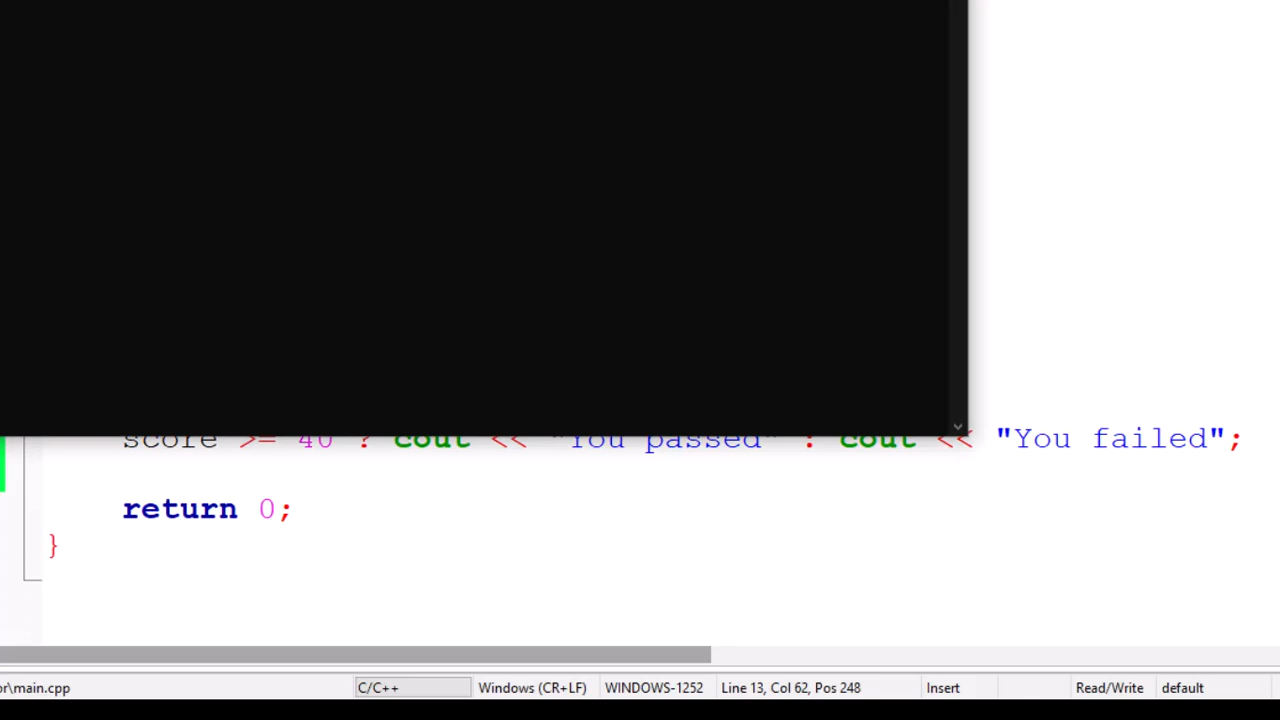 score >= 40 ? cout << "You passed" : cout << "You failed";
return 0;
}
or\main.cpp C/C++ Windows (CR+LF) WINDOWS-1252 Line 13, Col 62, Pos 248 Insert Read/Write default